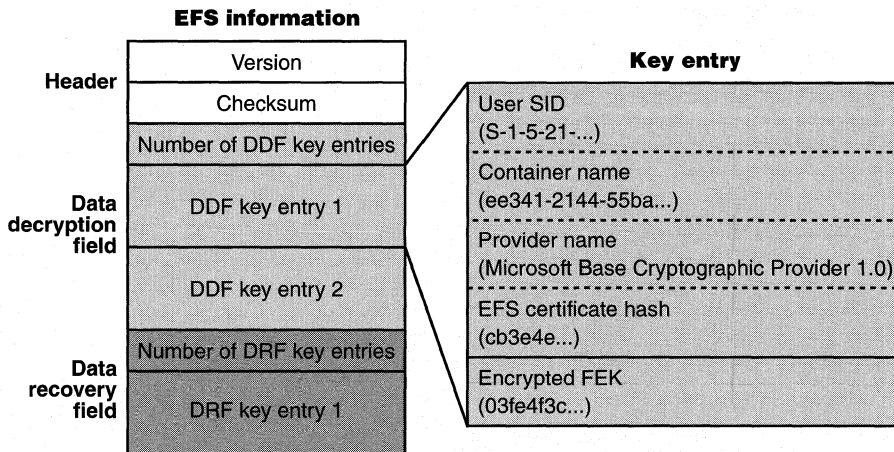 EFS information
Header
Version
Checksum
Data
decryption
field
Number of DDF key entries
DDF key entry 1
DDF key entry 2
Data
recovery
field
Number of DRF key entries
DRF key entry 1
Key entry
User SID
(S-1-5-21-...)
Container name
(ee341-2144-55ba...)
Provider name
(Microsoft Base Cryptographic Provider 1.0)
EFS certificate hash
(cb3e4e...)
Encrypted FEK
(03fe4f3c...)